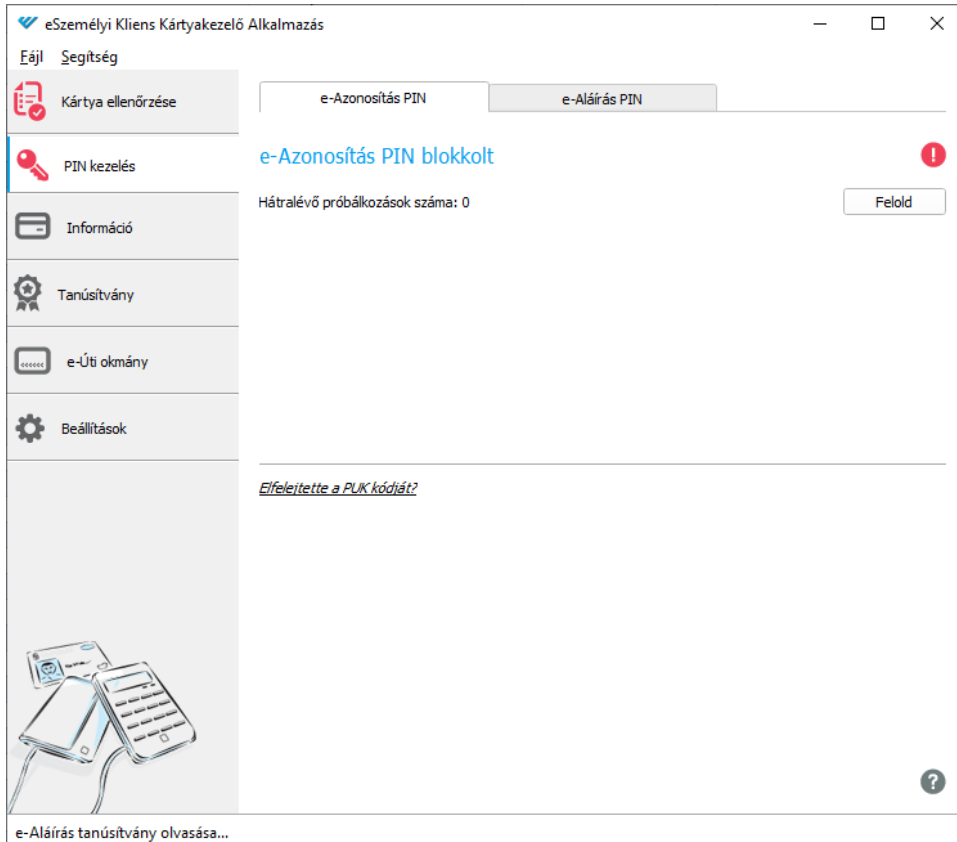 eSzemélyi Kliens Kártyakezelő Alkalmazás
Fájl Segítség
Kártya ellenőrzése
PIN kezelés
Információ
Tanúsítvány
e-Úti okmány
Beállítások
e-Azonosítás PIN
e-Aláírás PIN
e-Azonosítás PIN blokkolt
Hátralévő próbálkozások száma: 0
Felold
Elfelejtette a PUK kódját?
e-Aláírás tanúsítvány olvasása...